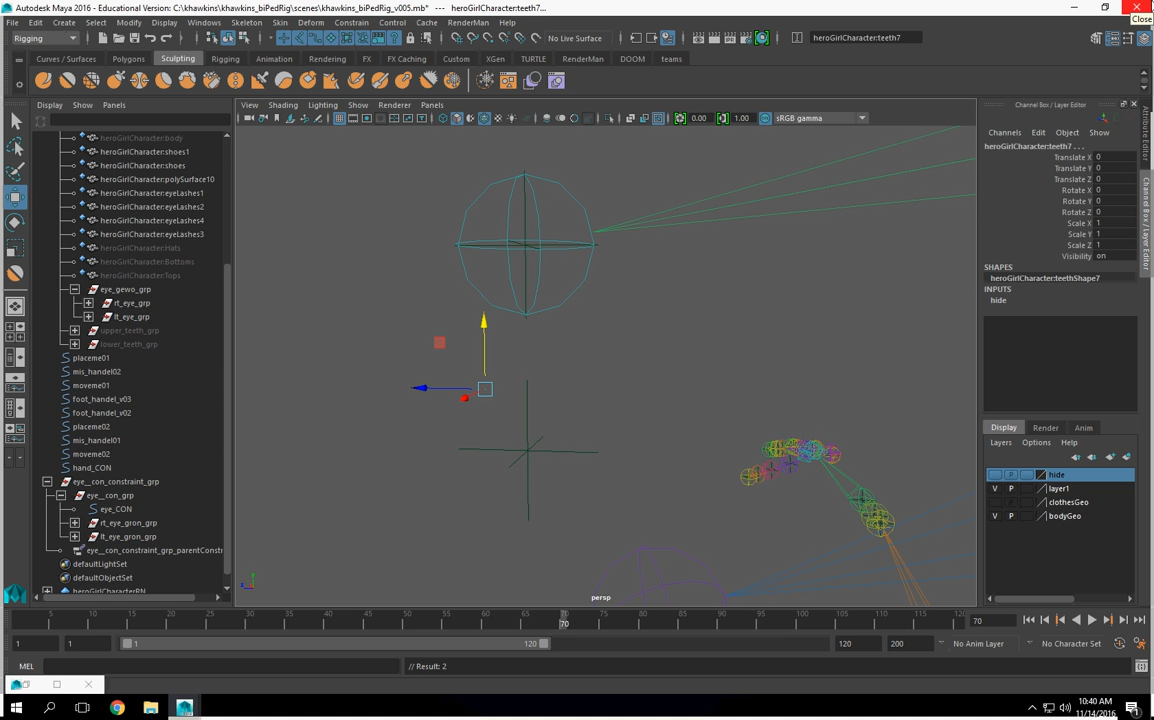 Autodesk Maya 2016 - Educational Version: C:\khawkins\khawkins_biPedRig\scenes\khawkins_biPedRig_v005.mb* --- heroGirlCharacter:teeth7...
Close
File Edit Create Select Modify Display Windows Skeleton Skin Deform Constrain Control Cache RenderMan Help
Rigging No Live Surface heroGirlCharacter:teeth7
Curves / Surfaces Polygons Sculpting Rigging Animation Rendering FX FX Caching Custom XGen TURTLE RenderMan DOOM teams
Display Show Panels
View Shading Lighting Show Renderer Panels
0.00 1.00 sRGB gamma
heroGirlCharacter:body
heroGirlCharacter:shoes1
heroGirlCharacter:shoes
heroGirlCharacter:polySurface10
heroGirlCharacter:eyeLashes1
heroGirlCharacter:eyeLashes2
heroGirlCharacter:eyeLashes4
heroGirlCharacter:eyeLashes3
heroGirlCharacter:Hats
heroGirlCharacter:Bottoms
heroGirlCharacter:Tops
eye_gewo_grp
rt_eye_grp
lt_eye_grp
upper_teeth_grp
lower_teeth_grp
placeme01
mis_handel02
moveme01
foot_handel_v03
foot_handel_v02
placeme02
mis_handel01
moveme02
hand_CON
eye_con_constraint_grp
eye__con_grp
eye_CON
rt_eye_gron_grp
lt_eye_gron_grp
eye__con_constraint_grp_parentConstr
defaultLightSet
defaultObjectSet
heroGirlCharacterRN
persp
Channel Box / Layer Editor
Channels Edit Object Show
heroGirlCharacter:teeth7 . . .
Translate X 0
Translate Y 0
Translate Z 0
Rotate X 0
Rotate Y 0
Rotate Z 0
Scale X 1
Scale Y 1
Scale Z 1
Visibility on
SHAPES
heroGirlCharacter:teethShape7
INPUTS
hide
Attribute Editor
Channel Box / Layer Editor
Display Render Anim
Layers Options Help
P hide
V P layer1
clothesGeo
V P bodyGeo
5 10 15 20 25 30 35 40 45 50 55 60 65 70 75 80 85 90 95 100 105 110 115 120
70
70
1 1 1 120 120 200 No Anim Layer No Character Set
MEL // Result: 2
10:40 AM
11/14/2016
1